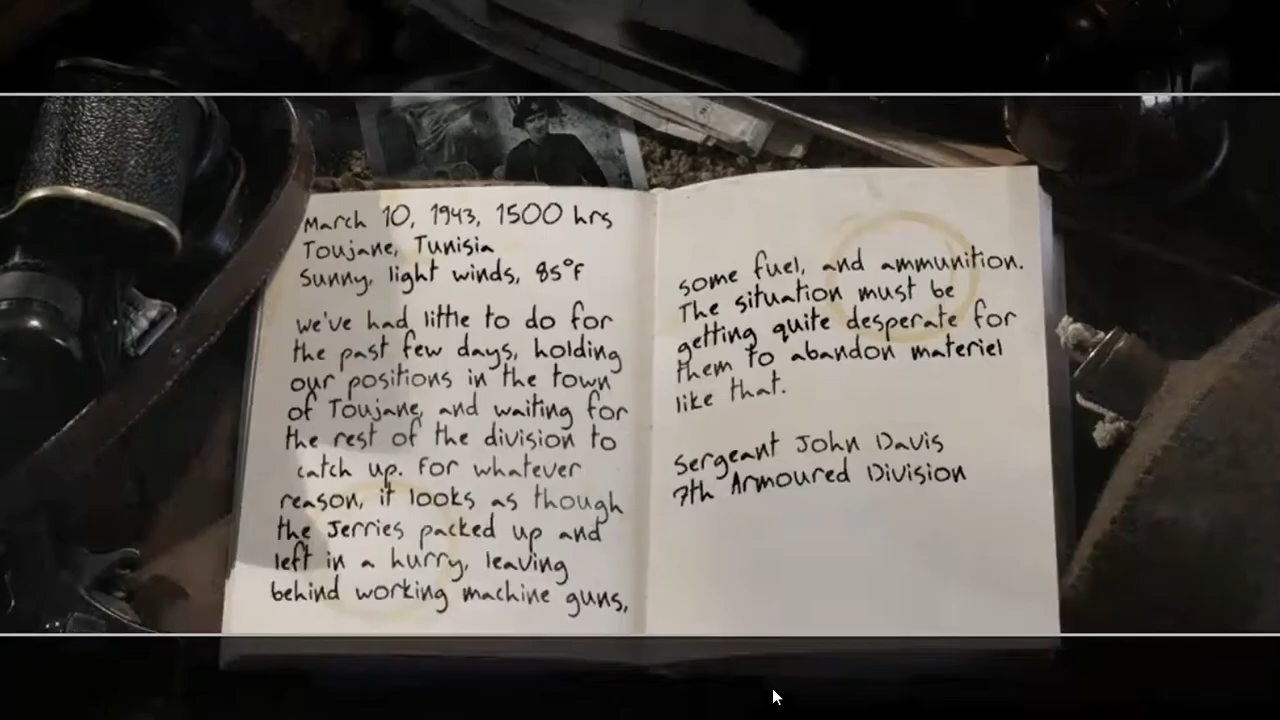 March 10, 1943, 1500 hrs
Toujane, Tunisia
Sunny, light winds, 85°F
we've had little to do for
the past few days, holding
our positions in the town
of Toujane, and waiting for
the rest of the division to
catch up. For whatever
reason, it looks as though
the Jerries packed up and
left in a hurry, leaving
behind working machine guns,
some fuel, and ammunition.
The situation must be
getting quite desperate for
them to abandon materiel
like that.
Sergeant John Davis
7th Armoured Division